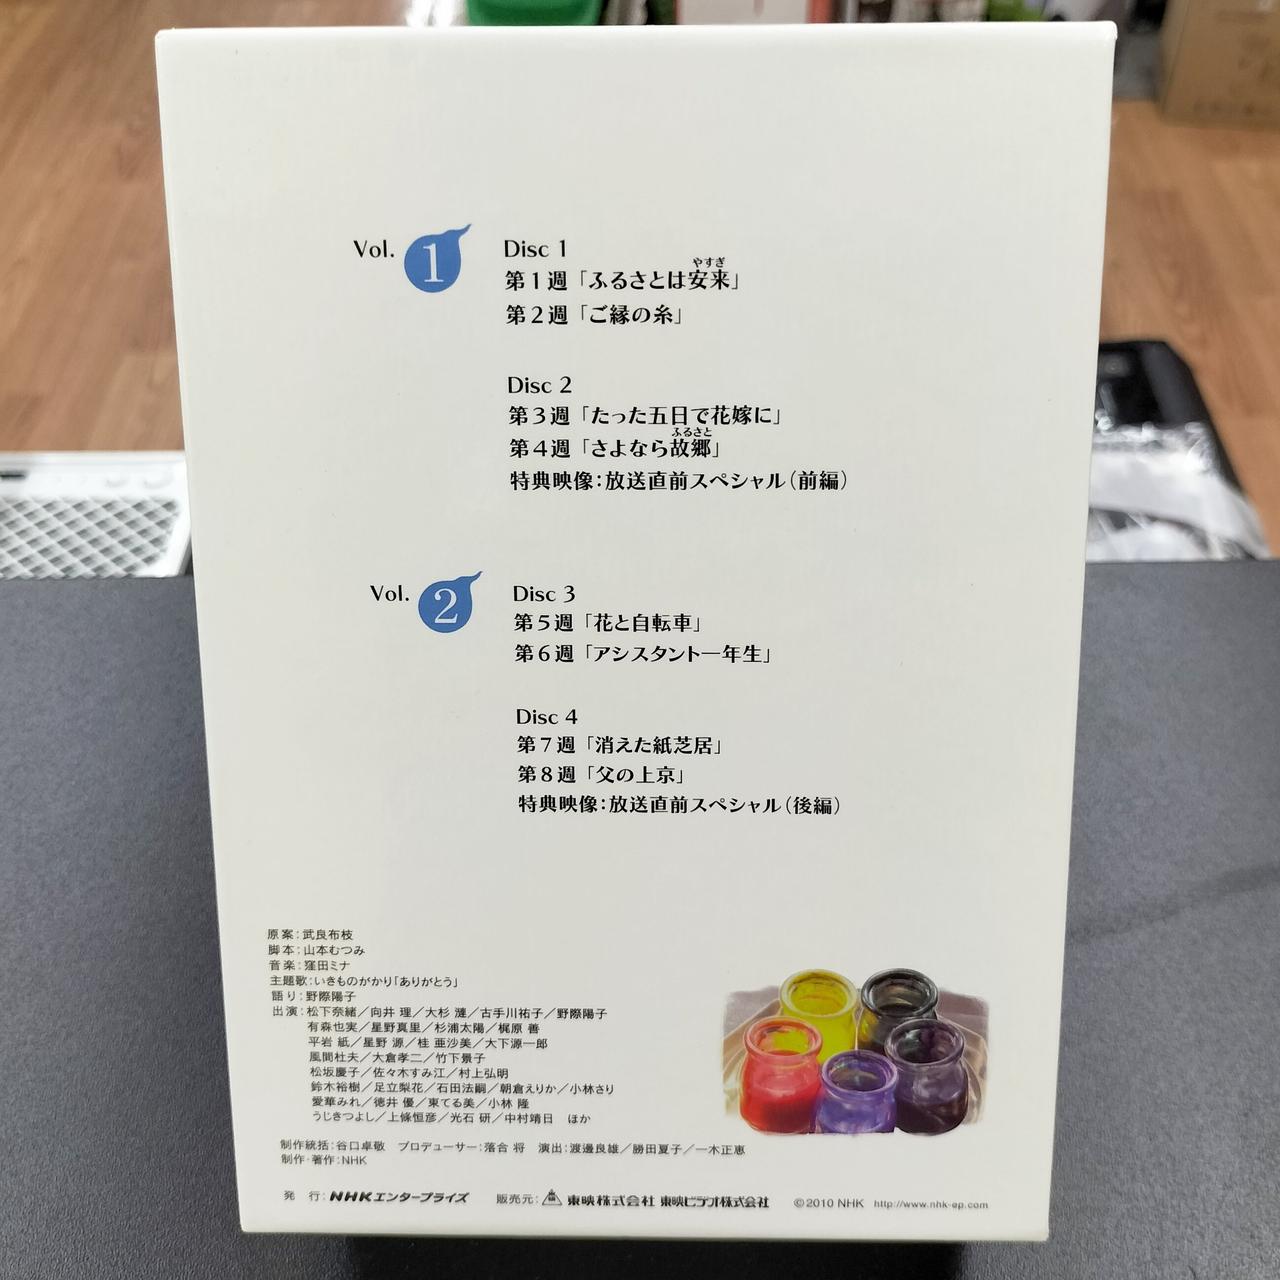 Vol. 1
Disc 1
やすぎ
第1週「ふるさとは安来」
第2週「ご縁の糸」
Disc 2
第3週「たった五日で花嫁に」
ふるさと
第4週「さよなら故郷」
特典映像：放送直前スペシャル（前編）
Vol. 2
Disc 3
第5週「花と自転車」
第6週「アシスタント一年生」
Disc 4
第7週「消えた紙芝居」
第8週「父の上京」
特典映像：放送直前スペシャル（後編）
原案：武良布枝
脚本：山本むつみ
音楽：窪田ミナ
主題歌：いきものがかり「ありがとう」
語り：野際陽子
出演：松下奈緒／向井 理／大杉 漣／古手川祐子／野際陽子
有森也実／星野真里／杉浦太陽／梶原 善
平岩 紙／星野 源／桂 亜沙美／大下源一郎
風間杜夫／大倉孝二／竹下景子
松坂慶子／佐々木すみ江／村上弘明
鈴木裕樹／足立梨花／石田法嗣／朝倉えりか／小林さり
愛華みれ／徳井 優／東てる美／小林 隆
うじきつよし／上條恒彦／光石 研／中村靖日　ほか
制作統括：谷口卓敬　プロデューサー：落合 将　演出：渡邊良雄／勝田夏子／一木正恵
制作・著作：NHK
発 行：NHKエンタープライズ　販売元：東映株式会社 東映ビデオ株式会社　©2010 NHK　http://www.nhk-ep.com